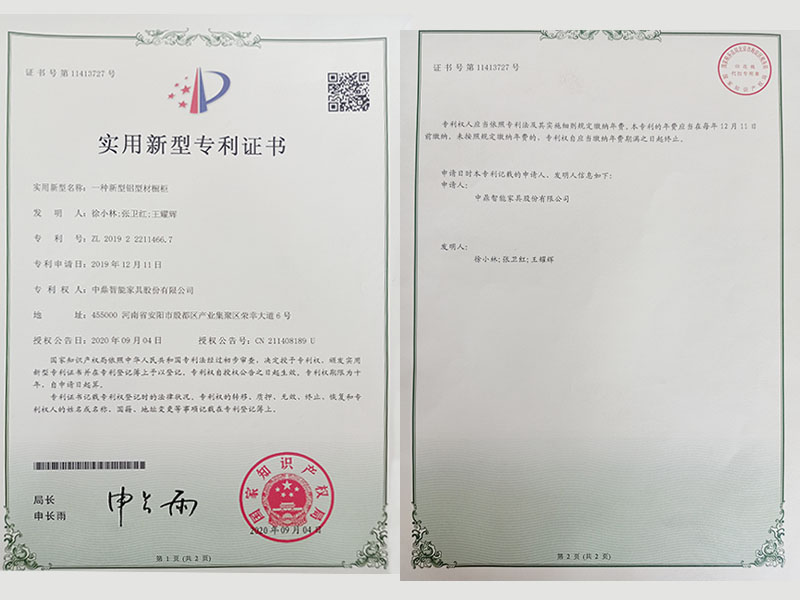 证书号第11413727号
实用新型专利证书
实用新型名称：一种新型铝型材橱柜
发 明 人：徐小林;张卫红;王耀辉
专 利 号：ZL 2019 2 2211466.7
专利申请日：2019年12月11日
专 利 权 人：中鼎智能家具股份有限公司
地 址：455000 河南省安阳市殷都区产业集聚区荣幸大道6号
授权公告日：2020年09月04日 授权公告号：CN 211408189 U
国家知识产权局依照中华人民共和国专利法经过初步审查，决定授予专利权，颁发实用
新型专利证书并在专利登记簿上予以登记。专利权自授权公告之日起生效。专利权期限为十
年，自申请日起算。
专利证书记载专利权登记时的法律状况。专利权的转移、质押、无效、终止、恢复和专
利权人的姓名或名称、国籍、地址变更等事项记载在专利登记簿上。
局长
申长雨
申长雨
国家知识产权局
2020年09月04日
第 1 页 (共 2 页)
证书号第11413727号
专利权人应当依照专利法及其实施细则规定缴纳年费。本专利的年费应当在每年12月11日
前缴纳。未按照规定缴纳年费的，专利权自应当缴纳年费期满之日起终止。
申请日时本专利记载的申请人、发明人信息如下：
申请人：
中鼎智能家具股份有限公司
发明人：
徐小林;张卫红;王耀辉
第 2 页 (共 2 页)